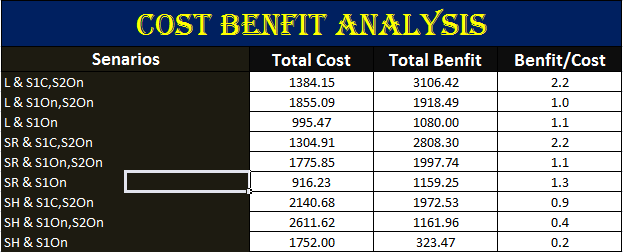 COST BENFIT ANALYSIS
Senarios Total Cost Total Benfit Benfit/Cost
L & S1C,S2On 1384.15 3106.42 2.2
L & S1On,S2On 1855.09 1918.49 1.0
L & S1On 995.47 1080.00 1.1
SR & S1C,S2On 1304.91 2808.30 2.2
SR & S1On,S2On 1775.85 1997.74 1.1
SR & S1On 916.23 1159.25 1.3
SH & S1C,S2On 2140.68 1972.53 0.9
SH & S1On,S2On 2611.62 1161.96 0.4
SH & S1On 1752.00 323.47 0.2